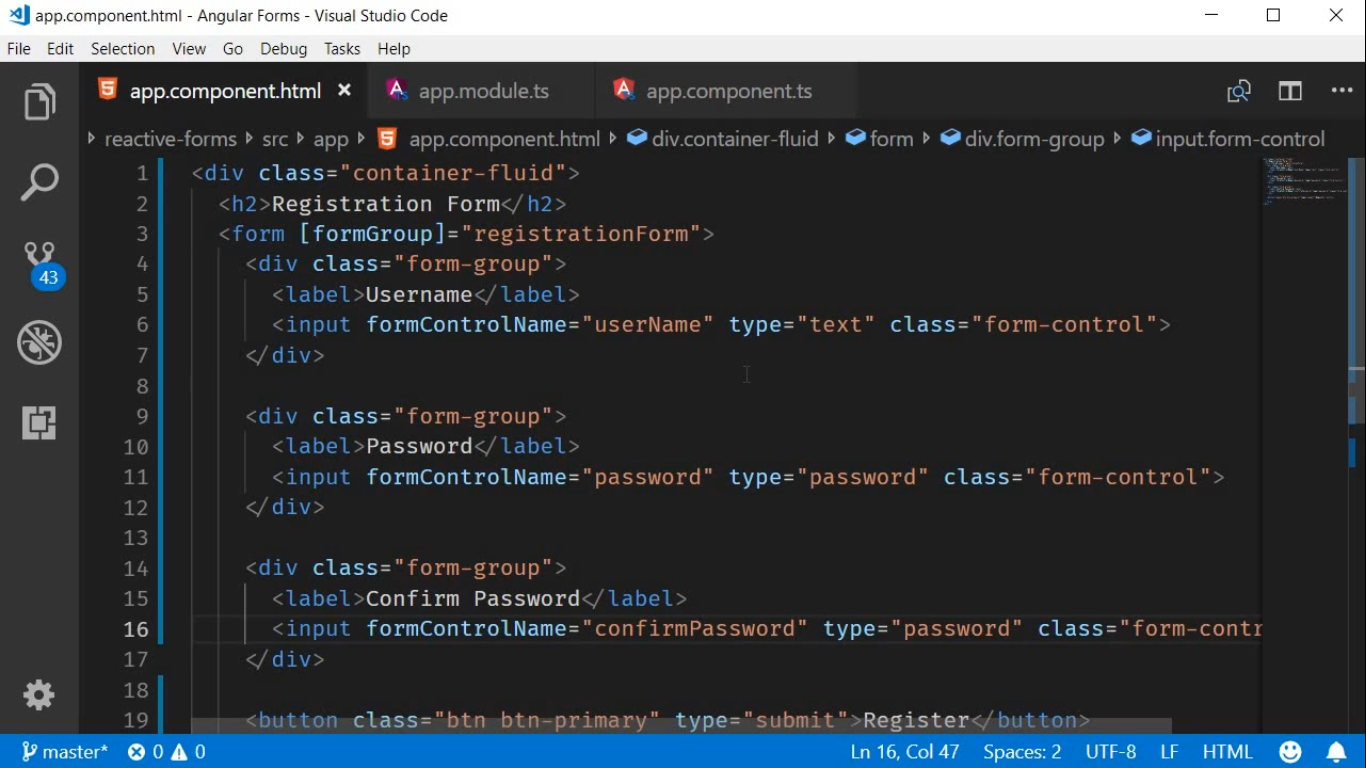 app.component.html - Angular Forms - Visual Studio Code
File Edit Selection View Go Debug Tasks Help
app.component.html app.module.ts app.component.ts
reactive-forms src app app.component.html div.container-fluid form div.form-group input.form-control
1 <div class="container-fluid">
2 <h2>Registration Form</h2>
3 <form [formGroup]="registrationForm">
4 <div class="form-group">
5 <label>Username</label>
6 <input formControlName="userName" type="text" class="form-control">
7 </div>
8
9 <div class="form-group">
10 <label>Password</label>
11 <input formControlName="password" type="password" class="form-control">
12 </div>
13
14 <div class="form-group">
15 <label>Confirm Password</label>
16 <input formControlName="confirmPassword" type="password" class="form-contr
17 </div>
18
19 <button class="btn btn-primary" type="submit">Register</button>
43
master* 0 0 Ln 16, Col 47 Spaces: 2 UTF-8 LF HTML